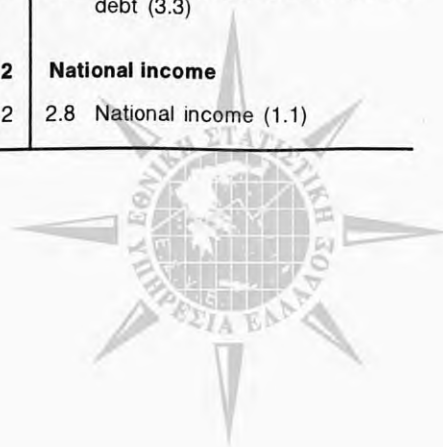 debt (3.3)
2 National income
2 2.8 National income (1.1)
ΕΘΝΙΚΗ ΣΤΑΤΙΣΤΙΚΗ
ΥΠΗΡΕΣΙΑ ΕΛΛΑΔΟΣ
Ε.Σ.Υ.Ε.